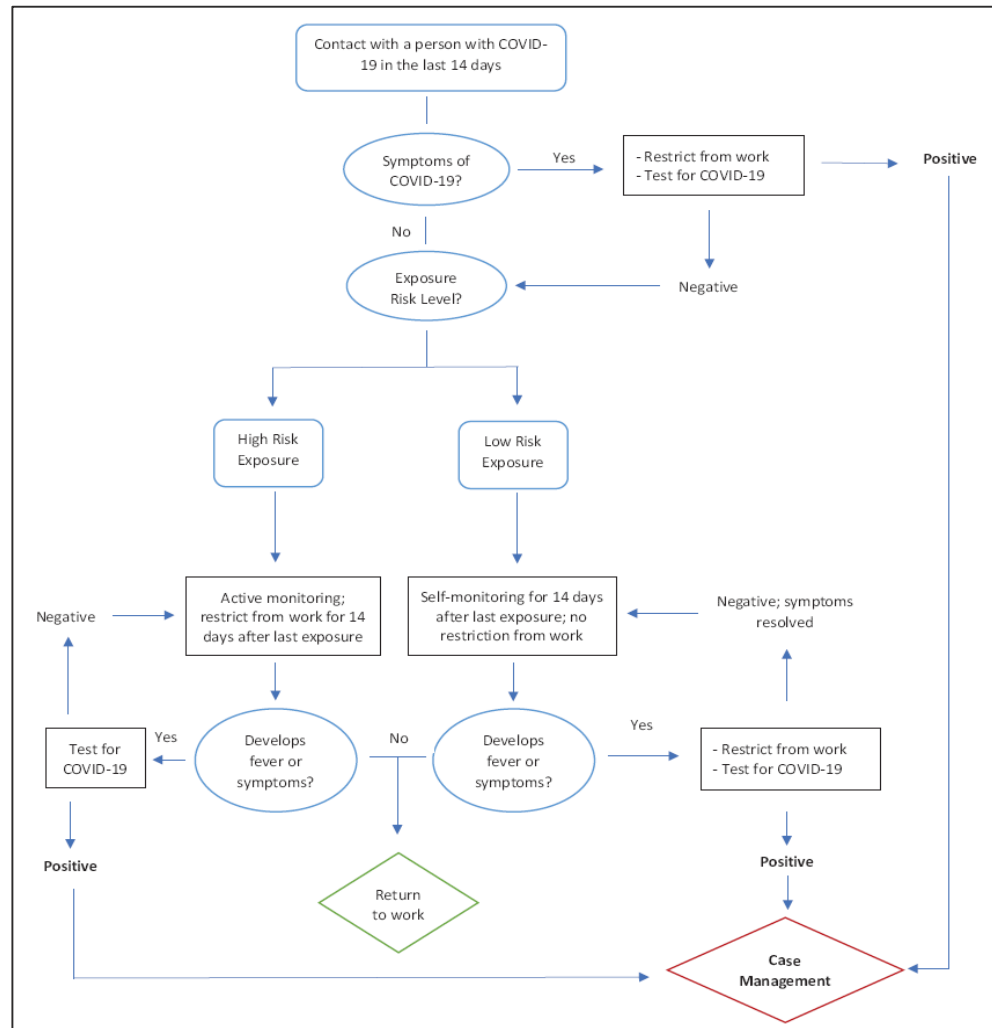 Contact with a person with COVID-
19 in the last 14 days
Symptoms of
COVID-19?
Yes
- Restrict from work
- Test for COVID-19
Positive
No
Exposure
Risk Level?
Negative
High Risk
Exposure
Low Risk
Exposure
Negative
Active monitoring;
restrict from work for 14
days after last exposure
Self-monitoring for 14 days
after last exposure; no
restriction from work
Negative; symptoms
resolved
Test for
COVID-19
Yes
Develops
fever or
symptoms?
No
Develops
fever or
symptoms?
Yes
- Restrict from work
- Test for COVID-19
Positive
Return
to work
Positive
Case
Management